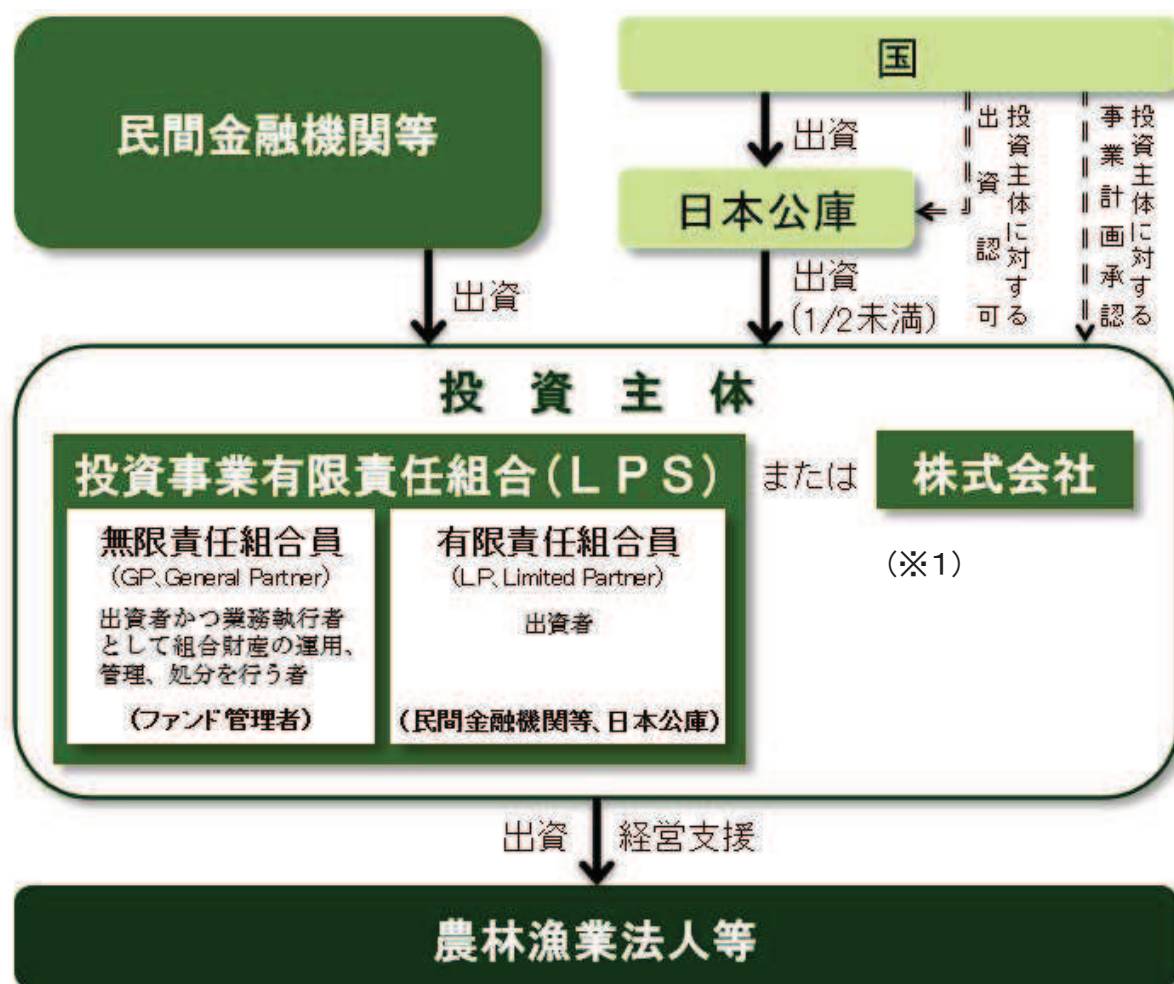 民間金融機関等
国
出資
投資主体に対する
出資認可
投資主体に対する
事業計画承認
日本公庫
出資
出資
(1/2未満)
投資主体
投資事業有限責任組合(LPS)
または
株式会社
(※1)
無限責任組合員
(GP、General Partner)
出資者かつ業務執行者
として組合財産の運用、
管理、処分を行う者
(ファンド管理者)
有限責任組合員
(LP、Limited Partner)
出資者
(民間金融機関等、日本公庫)
出資
経営支援
農林漁業法人等